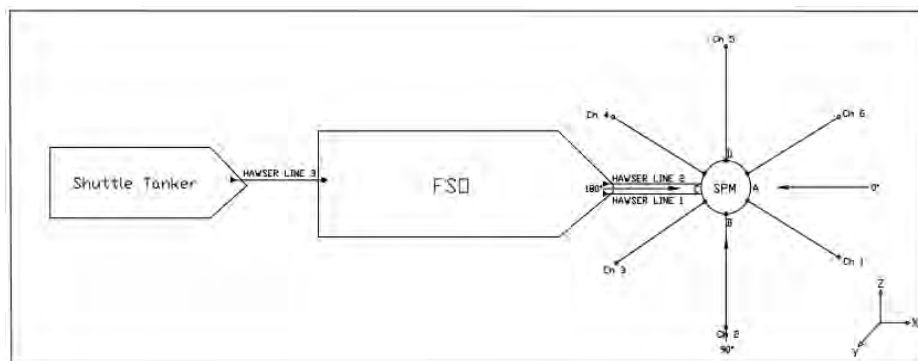 Ch 5
Ch 4
Ch 6
D
HAWSER LINE 3
HAWSER LINE 2
Shuttle Tanker
FSO
180°
C
SPM
A
0°
HAWSER LINE 1
B
Ch 3
Ch 1
Z
X
Y
Ch 2
90°